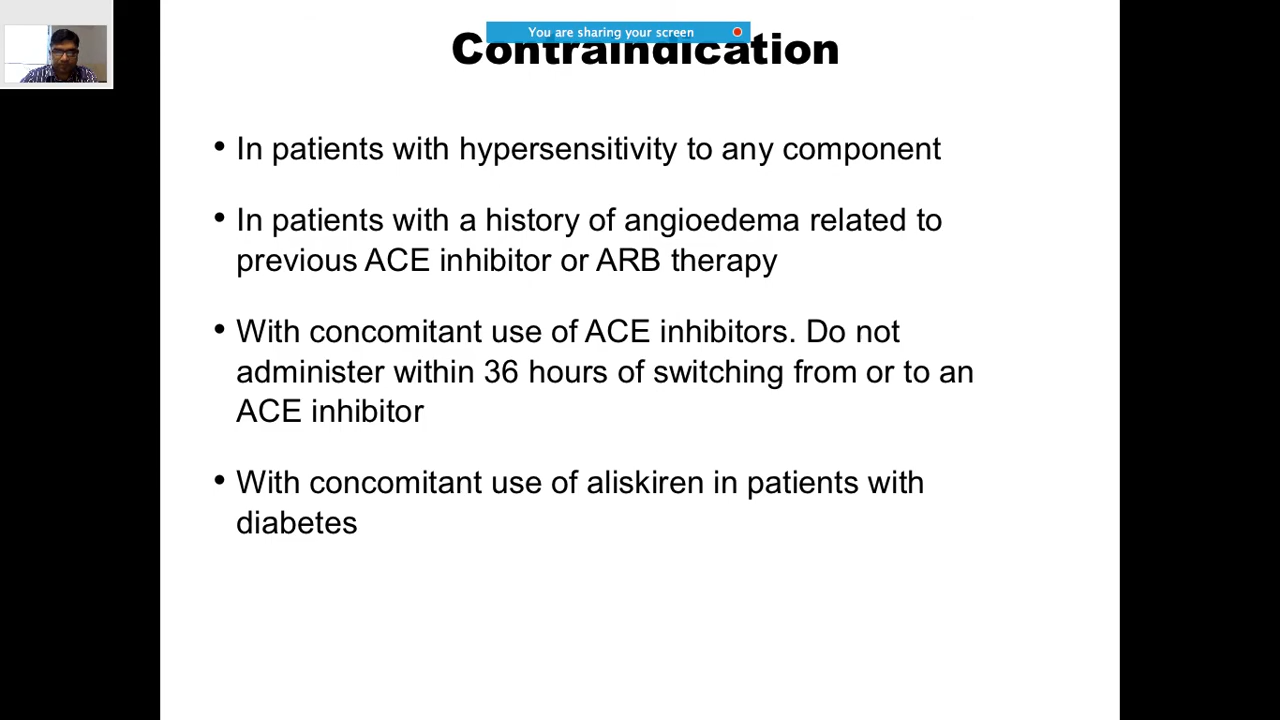 You are sharing your screen
Contraindication
• In patients with hypersensitivity to any component
• In patients with a history of angioedema related to
previous ACE inhibitor or ARB therapy
• With concomitant use of ACE inhibitors. Do not
administer within 36 hours of switching from or to an
ACE inhibitor
• With concomitant use of aliskiren in patients with
diabetes